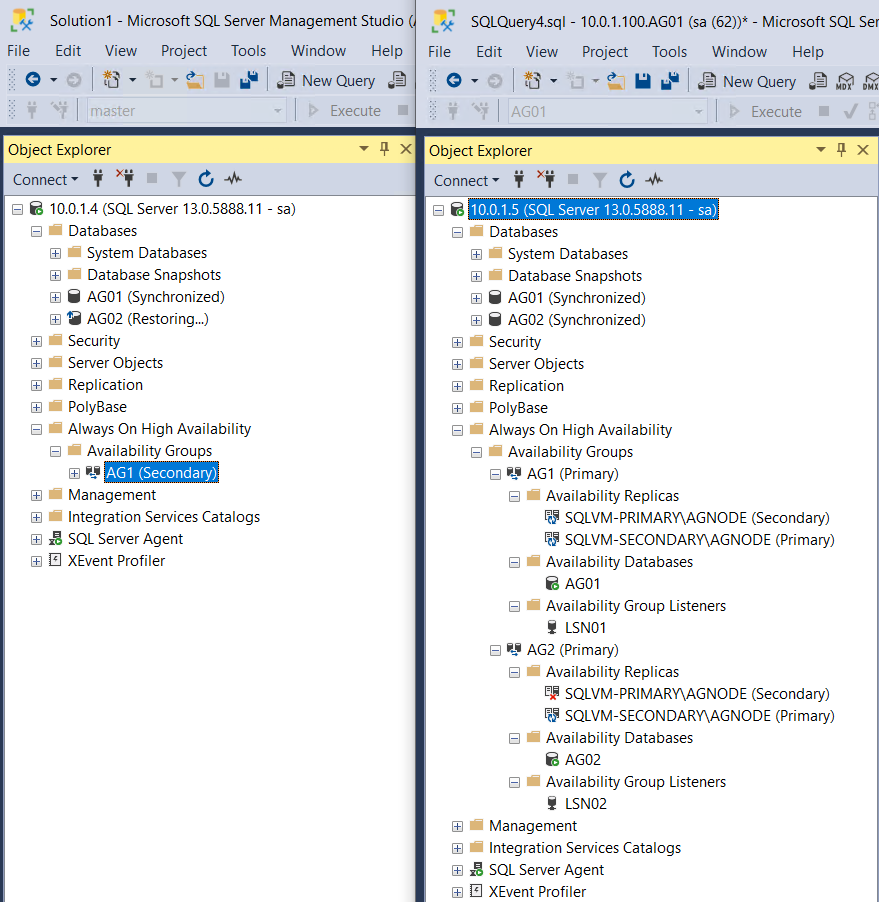 Solution1 - Microsoft SQL Server Management Studio (
File Edit View Project Tools Window Help
New Query
master
Execute
Object Explorer
Connect
10.0.1.4 (SQL Server 13.0.5888.11 - sa)
Databases
System Databases
Database Snapshots
AG01 (Synchronized)
AG02 (Restoring...)
Security
Server Objects
Replication
PolyBase
Always On High Availability
Availability Groups
AG1 (Secondary)
Management
Integration Services Catalogs
SQL Server Agent
XEvent Profiler
SQLQuery4.sql - 10.0.1.100.AG01 (sa (62))* - Microsoft SQL Ser
File Edit View Project Tools Window Help
New Query MDX DMX
AG01
Execute
Object Explorer
Connect
10.0.1.5 (SQL Server 13.0.5888.11 - sa)
Databases
System Databases
Database Snapshots
AG01 (Synchronized)
AG02 (Synchronized)
Security
Server Objects
Replication
PolyBase
Always On High Availability
Availability Groups
AG1 (Primary)
Availability Replicas
SQLVM-PRIMARY\AGNODE (Secondary)
SQLVM-SECONDARY\AGNODE (Primary)
Availability Databases
AG01
Availability Group Listeners
LSN01
AG2 (Primary)
Availability Replicas
SQLVM-PRIMARY\AGNODE (Secondary)
SQLVM-SECONDARY\AGNODE (Primary)
Availability Databases
AG02
Availability Group Listeners
LSN02
Management
Integration Services Catalogs
SQL Server Agent
XEvent Profiler